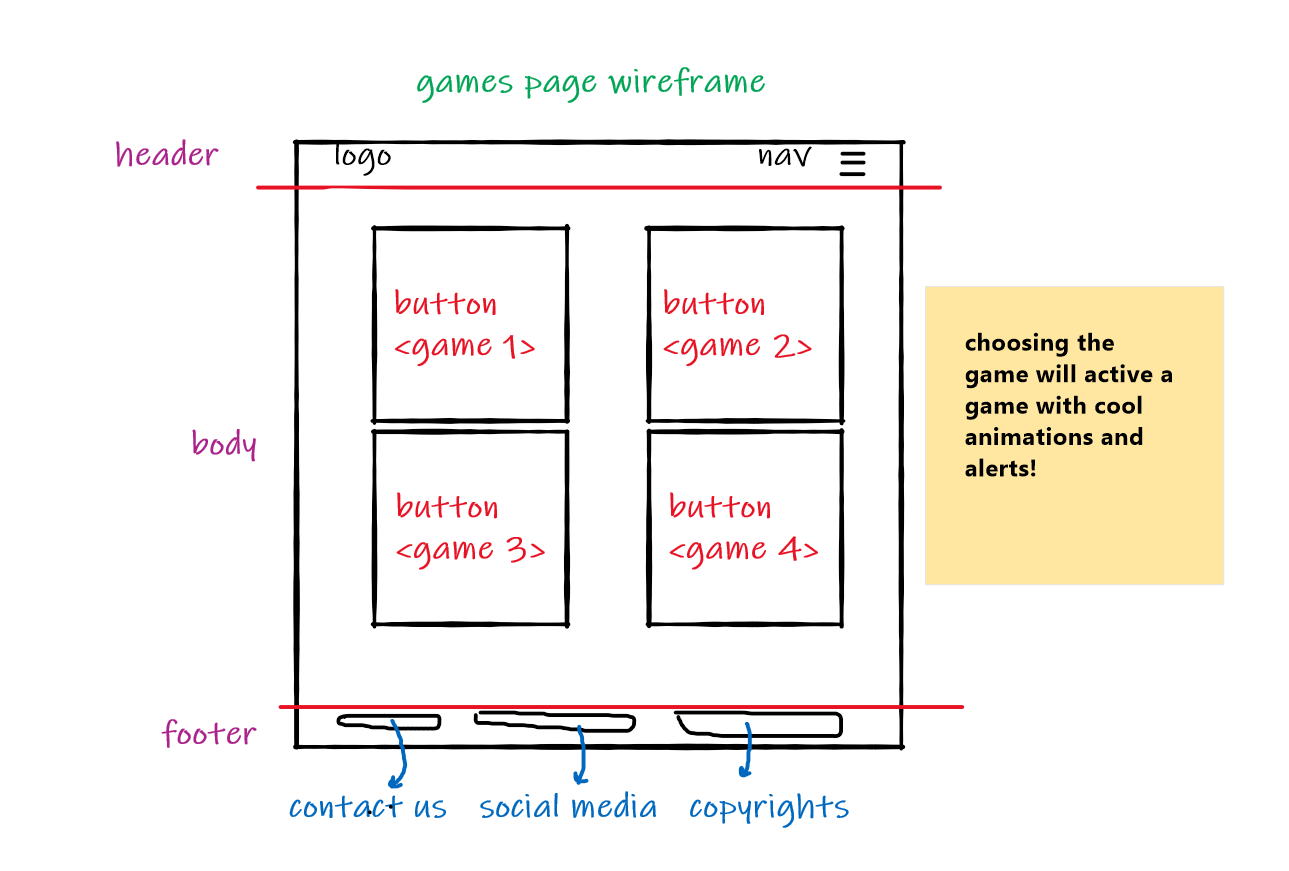 games page wireframe
header
logo
nav
button
<game 1>
button
<game 2>
choosing the
game will active a
game with cool
animations and
alerts!
body
button
<game 3>
button
<game 4>
footer
contact us
social media
copyrights